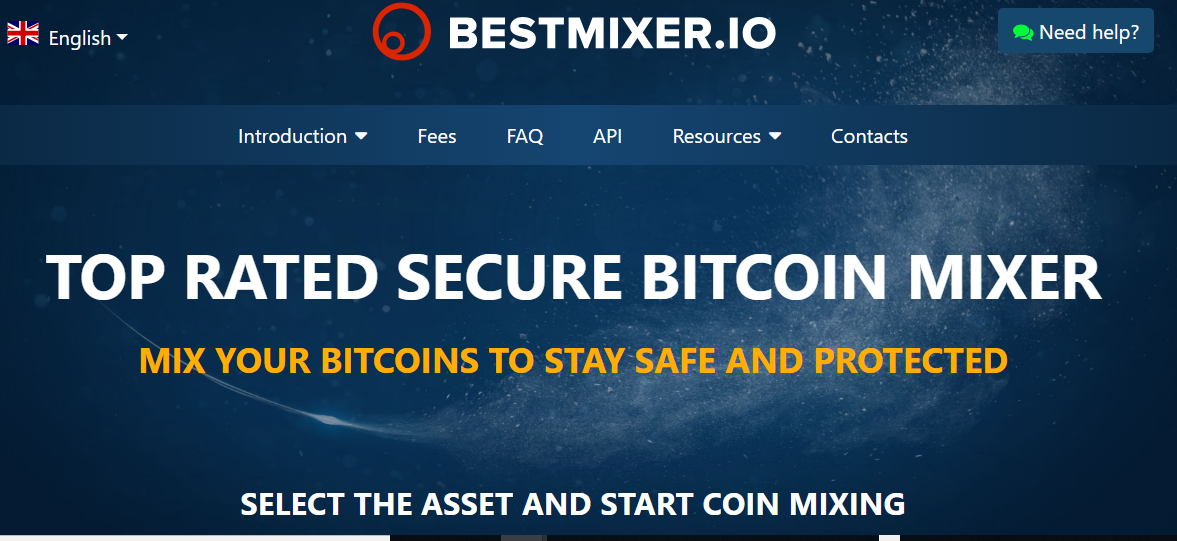 English
BESTMIXER.IO
Need help?
Introduction
Fees
FAQ
API
Resources
Contacts
TOP RATED SECURE BITCOIN MIXER
MIX YOUR BITCOINS TO STAY SAFE AND PROTECTED
SELECT THE ASSET AND START COIN MIXING